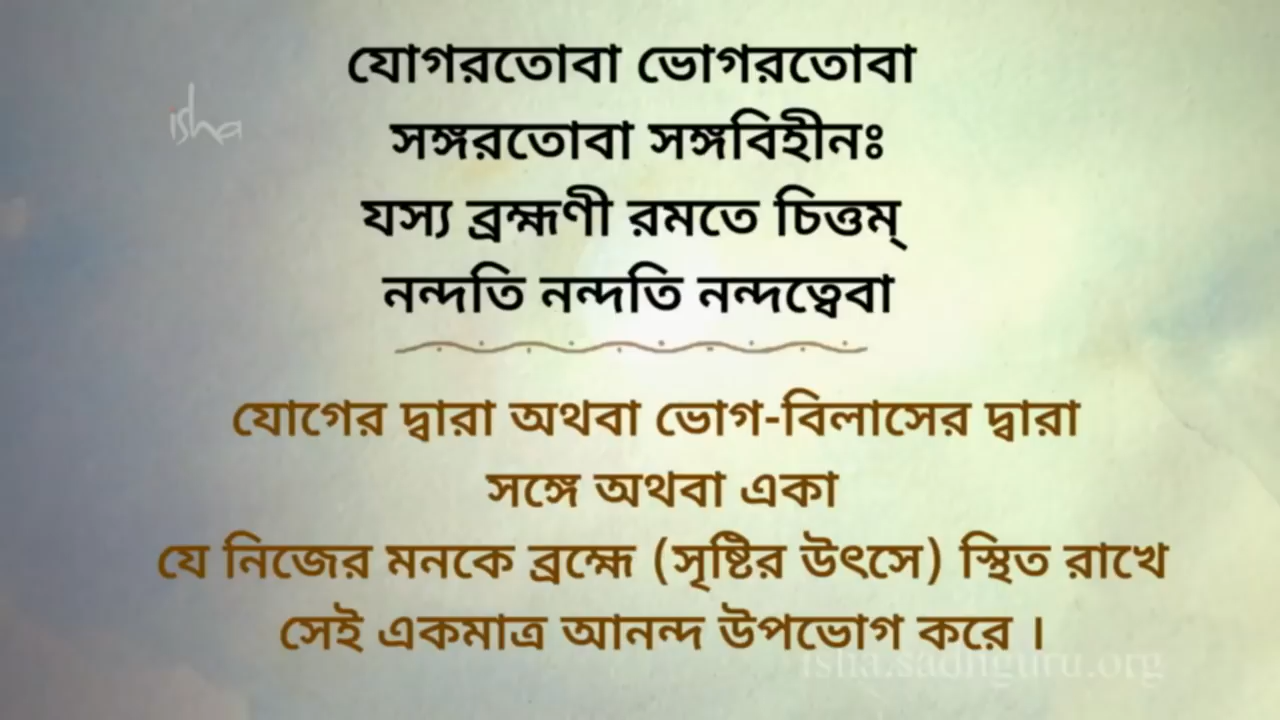 যোগরতোবা ভোগরতোবা
isha
সঙ্গরতোবা সঙ্গবিহীনঃ
যস্য ব্রহ্মণী রমতে চিত্তম্
নন্দতি নন্দতি নন্দত্বেবা
যোগের দ্বারা অথবা ভোগ-বিলাসের দ্বারা
সঙ্গে অথবা একা
যে নিজের মনকে ব্রহ্মে (সৃষ্টির উৎসে) স্থিত রাখে
সেই একমাত্র আনন্দ উপভোগ করে ।
isha.sadhguru.org